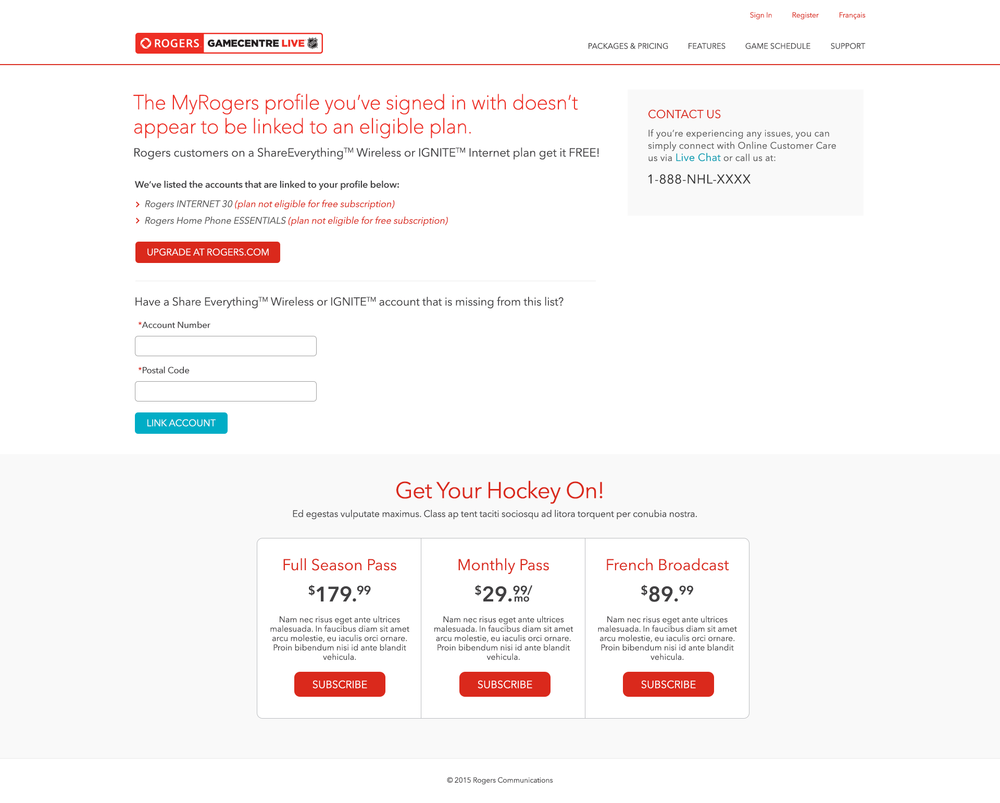 Sign In Register Français
ROGERS™ GAMECENTRE LIVE™
PACKAGES & PRICING FEATURES GAME SCHEDULE SUPPORT
The MyRogers profile you’ve signed in with doesn’t
appear to be linked to an eligible plan.
Rogers customers on a ShareEverything™ Wireless or IGNITE™ Internet plan get it FREE!
We’ve listed the accounts that are linked to your profile below:
Rogers INTERNET 30 (plan not eligible for free subscription)
Rogers Home Phone ESSENTIALS (plan not eligible for free subscription)
UPGRADE AT ROGERS.COM
CONTACT US
If you’re experiencing any issues, you can
simply connect with Online Customer Care
us via Live Chat or call us at:
1-888-NHL-XXXX
Have a Share Everything™ Wireless or IGNITE™ account that is missing from this list?
*Account Number
*Postal Code
LINK ACCOUNT
Get Your Hockey On!
Ed egestas vulputate maximus. Class ap tent taciti sociosqu ad litora torquent per conubia nostra.
Full Season Pass
$179.99
Nam nec risus eget ante ultrices
malesuada. In faucibus diam sit amet
arcu molestie, eu iaculis orci ornare.
Proin bibendum nisi id ante blandit
vehicula.
SUBSCRIBE
Monthly Pass
$29.99/mo
Nam nec risus eget ante ultrices
malesuada. In faucibus diam sit amet
arcu molestie, eu iaculis orci ornare.
Proin bibendum nisi id ante blandit
vehicula.
SUBSCRIBE
French Broadcast
$89.99
Nam nec risus eget ante ultrices
malesuada. In faucibus diam sit amet
arcu molestie, eu iaculis orci ornare.
Proin bibendum nisi id ante blandit
vehicula.
SUBSCRIBE
© 2015 Rogers Communications